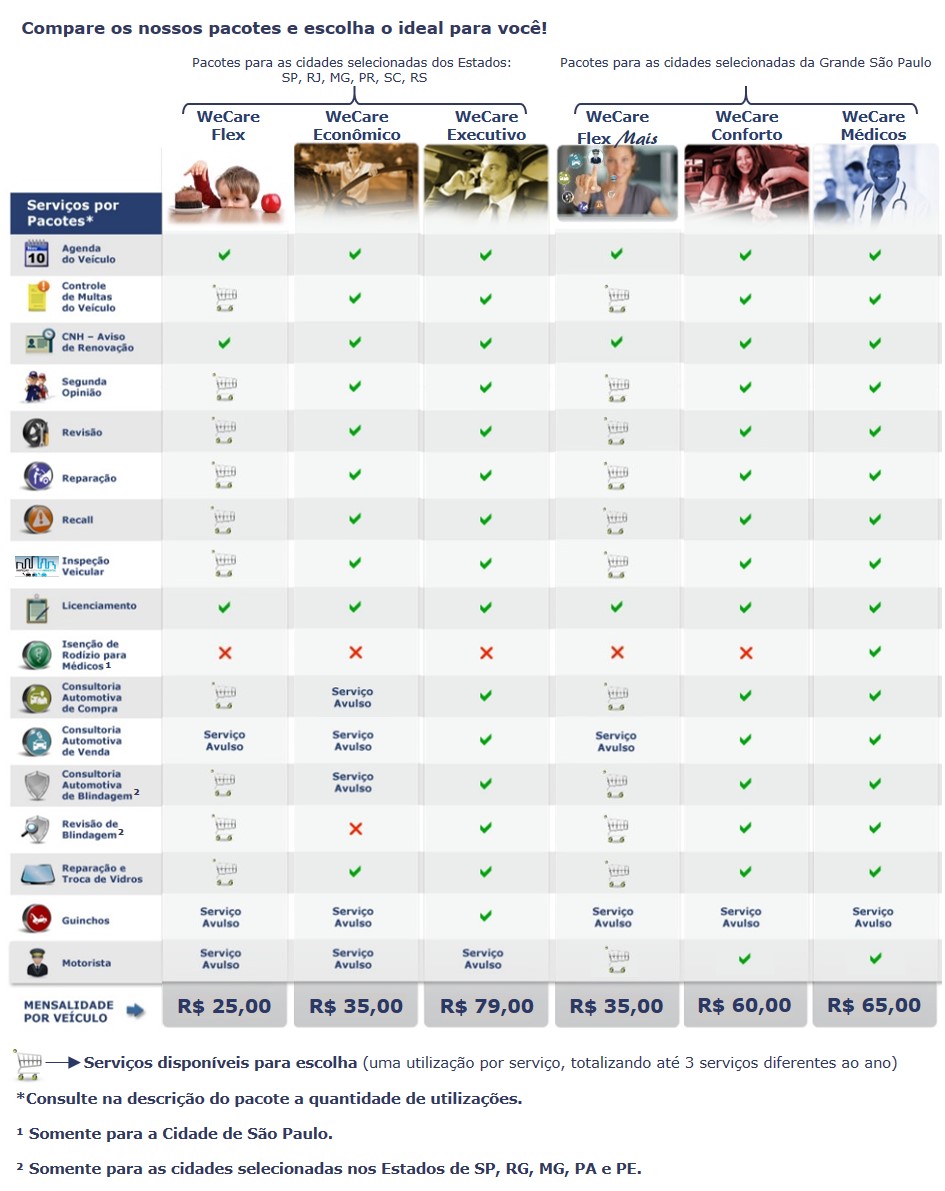 Compare os nossos pacotes e escolha o ideal para você!
Pacotes para as cidades selecionadas dos Estados:
SP, RJ, MG, PR, SC, RS
Pacotes para as cidades selecionadas da Grande São Paulo
WeCare
Flex
WeCare
Econômico
WeCare
Executivo
WeCare
Flex Mais
WeCare
Conforto
WeCare
Médicos
Serviços por
Pacotes*
10
Agenda
do Veículo
Controle
de Multas
do Veículo
CNH – Aviso
de Renovação
Segunda
Opinião
Revisão
Reparação
Recall
Inspeção
Veicular
Licenciamento
Isenção de
Rodízio para
Médicos¹
Consultoria
Automotiva
de Compra
Serviço
Avulso
Consultoria
Automotiva
de Venda
Serviço
Avulso
Serviço
Avulso
Serviço
Avulso
Consultoria
Automotiva
de Blindagem²
Serviço
Avulso
Revisão de
Blindagem²
Reparação e
Troca de Vidros
Guinchos
Serviço
Avulso
Serviço
Avulso
Serviço
Avulso
Serviço
Avulso
Serviço
Avulso
Motorista
Serviço
Avulso
Serviço
Avulso
Serviço
Avulso
MENSALIDADE
POR VEÍCULO
R$ 25,00
R$ 35,00
R$ 79,00
R$ 35,00
R$ 60,00
R$ 65,00
Serviços disponíveis para escolha (uma utilização por serviço, totalizando até 3 serviços diferentes ao ano)
*Consulte na descrição do pacote a quantidade de utilizações.
¹ Somente para a Cidade de São Paulo.
² Somente para as cidades selecionadas nos Estados de SP, RG, MG, PA e PE.